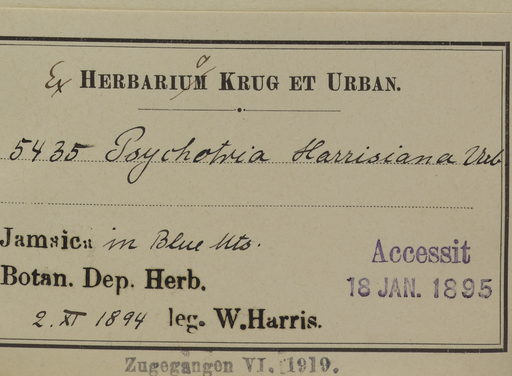 Ex HERBARIO KRUG ET URBAN.
5435 Psychotria Harrisiana Urb.
Jamaica in Blue Mts.
Botan. Dep. Herb.
Accessit
18 JAN. 1895
2. XI 1894 leg. W. Harris.
Zugegangen VI. 1919.